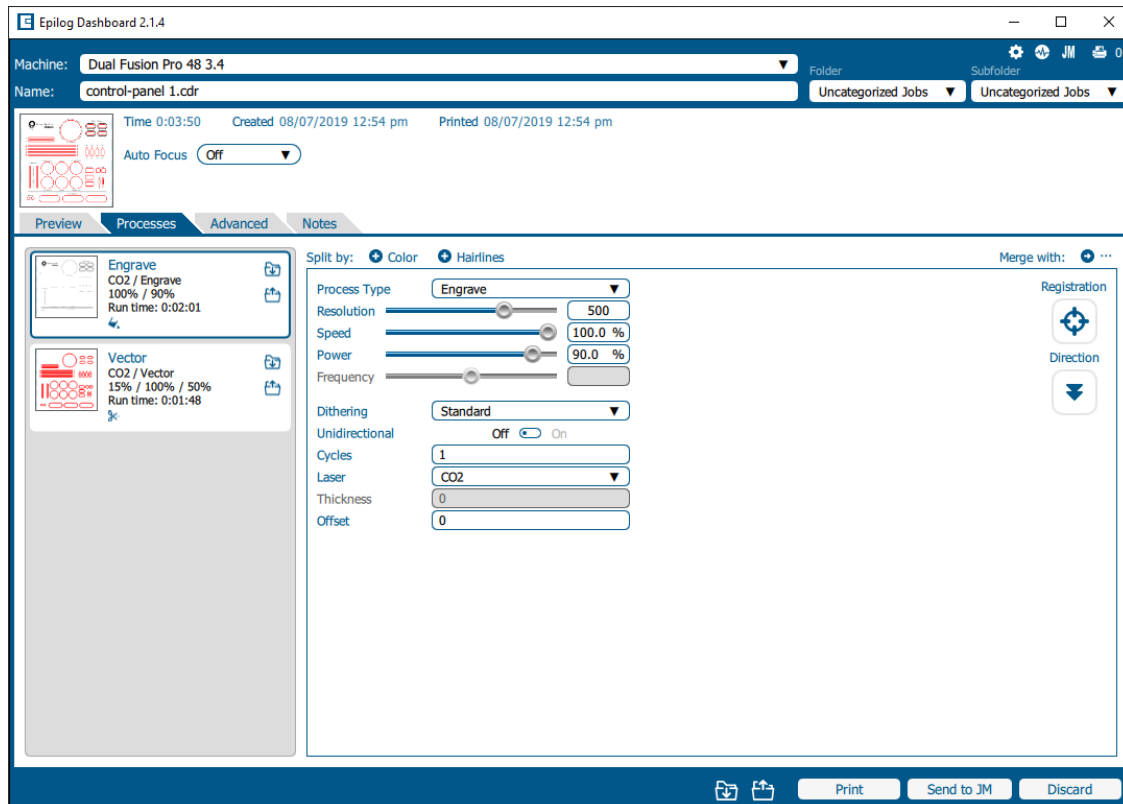 Epilog Dashboard 2.1.4
JM 0
Machine: Dual Fusion Pro 48 3.4 Folder Subfolder
Name: control-panel 1.cdr Uncategorized Jobs Uncategorized Jobs
Time 0:03:50 Created 08/07/2019 12:54 pm Printed 08/07/2019 12:54 pm
Auto Focus Off
Preview Processes Advanced Notes
Engrave
CO2 / Engrave
100% / 90%
Run time: 0:02:01
Vector
CO2 / Vector
15% / 100% / 50%
Run time: 0:01:48
Split by: Color Hairlines Merge with: ...
Process Type Engrave
Resolution 500
Speed 100.0 %
Power 90.0 %
Frequency
Dithering Standard
Unidirectional Off On
Cycles 1
Laser CO2
Thickness 0
Offset 0
Registration
Direction
Print Send to JM Discard